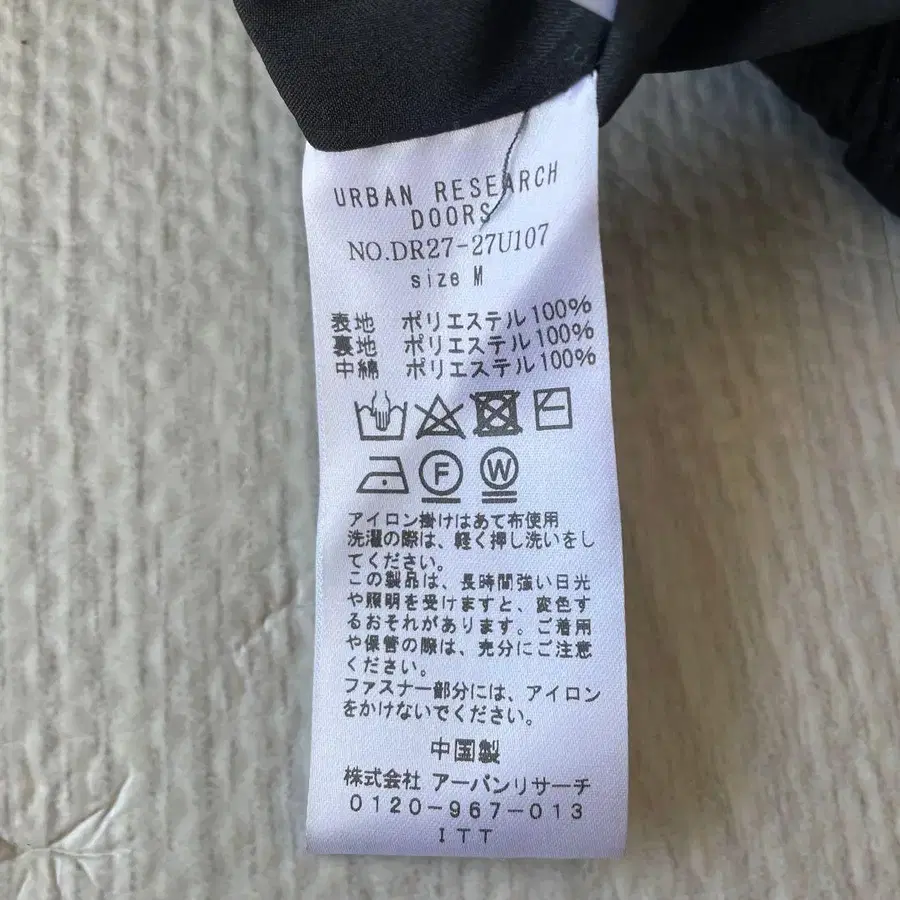 URBAN RESEARCH
DOORS
NO.DR27-27U107
size M
表地 ポリエステル100%
裏地 ポリエステル100%
中綿 ポリエステル100%
F W
アイロン掛けはあて布使用
洗濯の際は、軽く押し洗いをし
てください。
この製品は、長時間強い日光
や照明を受けますと、変色す
るおそれがあります。ご着用
や保管の際は、充分にご注意
ください。
ファスナー部分には、アイロン
をかけないでください。
中国製
株式会社 アーバンリサーチ
0120-967-013
ITT